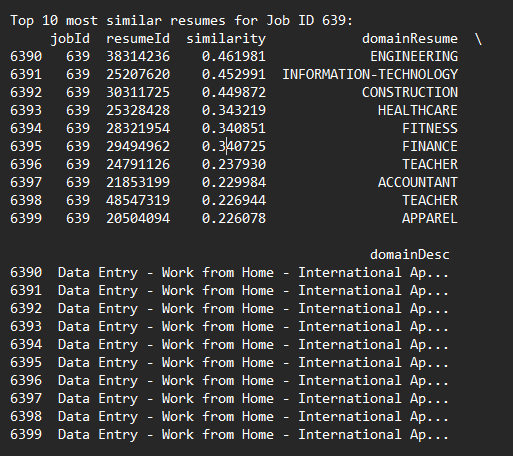 Top 10 most similar resumes for Job ID 639:
jobId resumeId similarity domainResume \
6390 639 38314236 0.461981 ENGINEERING
6391 639 25207620 0.452991 INFORMATION-TECHNOLOGY
6392 639 30311725 0.449872 CONSTRUCTION
6393 639 25328428 0.343219 HEALTHCARE
6394 639 28321954 0.340851 FITNESS
6395 639 29494962 0.340725 FINANCE
6396 639 24791126 0.237930 TEACHER
6397 639 21853199 0.229984 ACCOUNTANT
6398 639 48547319 0.226944 TEACHER
6399 639 20504094 0.226078 APPAREL
domainDesc
6390 Data Entry - Work from Home - International Ap...
6391 Data Entry - Work from Home - International Ap...
6392 Data Entry - Work from Home - International Ap...
6393 Data Entry - Work from Home - International Ap...
6394 Data Entry - Work from Home - International Ap...
6395 Data Entry - Work from Home - International Ap...
6396 Data Entry - Work from Home - International Ap...
6397 Data Entry - Work from Home - International Ap...
6398 Data Entry - Work from Home - International Ap...
6399 Data Entry - Work from Home - International Ap...